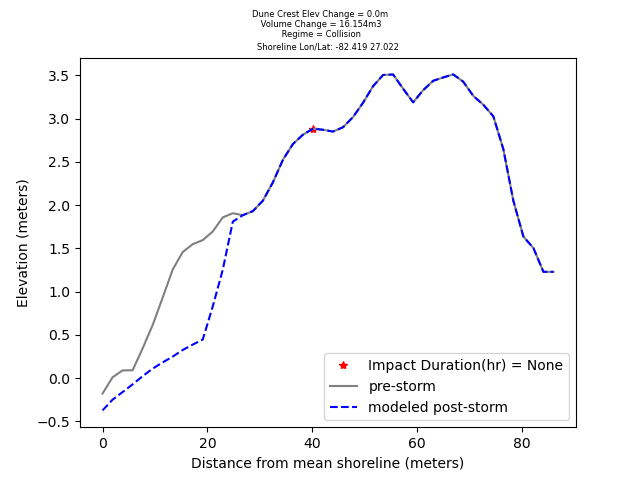 Dune Crest Elev Change = 0.0m
Volume Change = 16.154m3
Regime = Collision
Shoreline Lon/Lat: -82.419 27.022
3.5
3.0
2.5
2.0
1.5
1.0
0.5
0.0
−0.5
Elevation (meters)
Impact Duration(hr) = None
pre-storm
modeled post-storm
0 20 40 60 80
Distance from mean shoreline (meters)